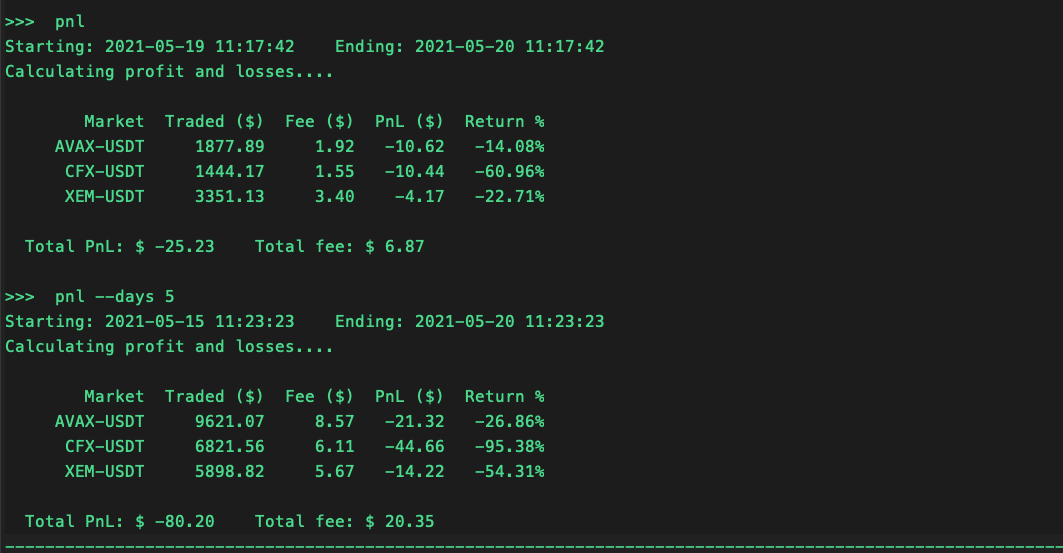 >>>  pnl
Starting: 2021-05-19 11:17:42    Ending: 2021-05-20 11:17:42
Calculating profit and losses....
Market  Traded ($)  Fee ($)  PnL ($)  Return %
AVAX-USDT     1877.89     1.92   -10.62   -14.08%
CFX-USDT     1444.17     1.55   -10.44   -60.96%
XEM-USDT     3351.13     3.40    -4.17   -22.71%
Total PnL: $ -25.23    Total fee: $ 6.87
>>>  pnl --days 5
Starting: 2021-05-15 11:23:23    Ending: 2021-05-20 11:23:23
Calculating profit and losses....
Market  Traded ($)  Fee ($)  PnL ($)  Return %
AVAX-USDT     9621.07     8.57   -21.32   -26.86%
CFX-USDT     6821.56     6.11   -44.66   -95.38%
XEM-USDT     5898.82     5.67   -14.22   -54.31%
Total PnL: $ -80.20    Total fee: $ 20.35